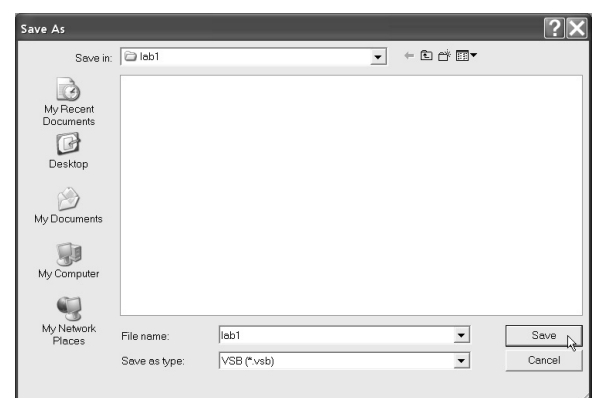 Save As
Save in: lab1
My Recent
Documents
Desktop
My Documents
My Computer
My Network
Places
File name: lab1 Save
Save as type: VSB (*.vsb) Cancel